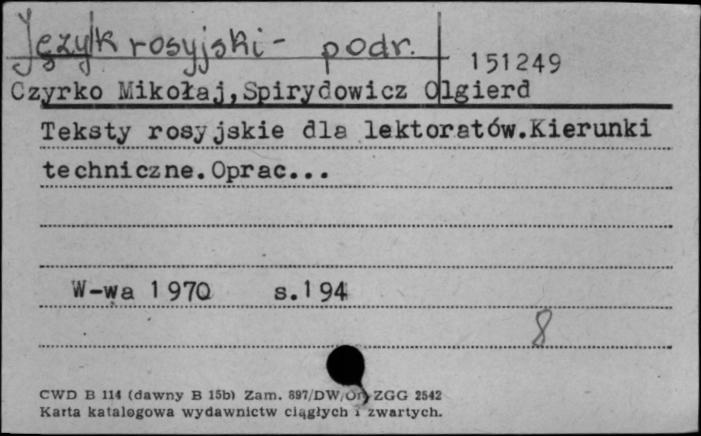 Język rosyjski - podr.
151249
Czyrko Mikołaj,Spirydowicz Olgierd
Teksty rosyjskie dla lektoratów.Kierunki
techniczne.Oprac...
W-wa 1970 s.194
8
CWD B 114 (dawny B 15b) Zam. 897/DW/ ZGG 2542
Karta katalogowa wydawnictw ciągłych i zwartych.